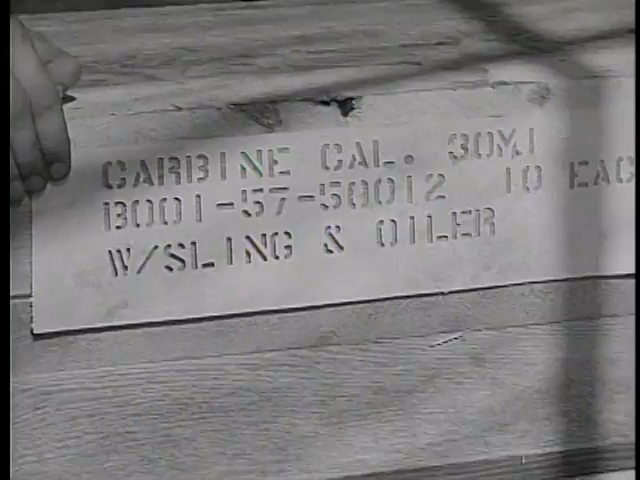 CARBINE CAL. 30M1
B001-57-50012 10 EAC
W/SLING & OILER